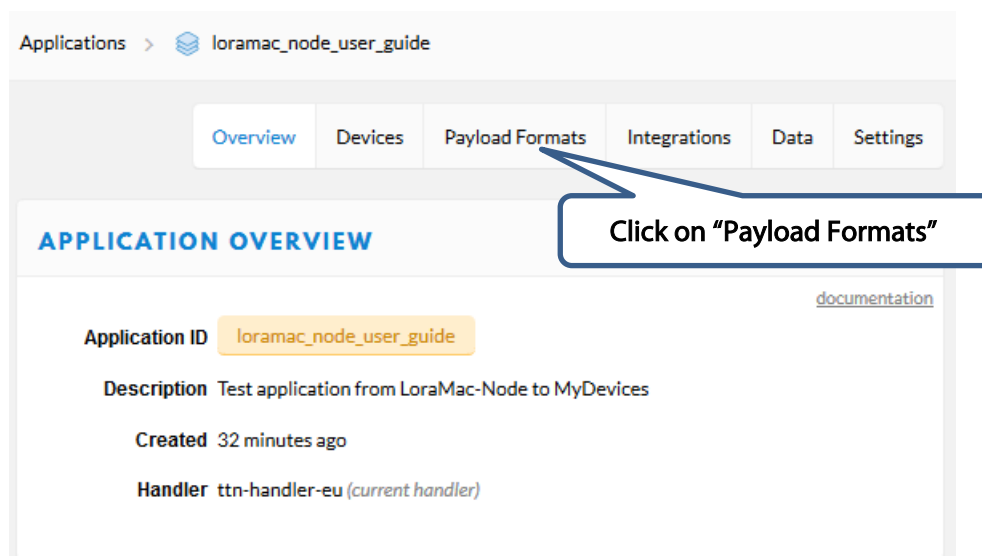 Applications > loramac_node_user_guide
Overview Devices Payload Formats Integrations Data Settings
Click on “Payload Formats”
APPLICATION OVERVIEW
documentation
Application ID loramac_node_user_guide
Description Test application from LoraMac-Node to MyDevices
Created 32 minutes ago
Handler ttn-handler-eu (current handler)